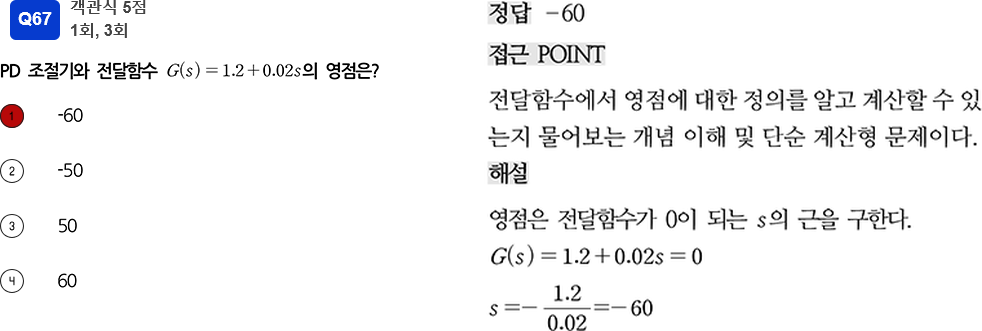 Q67
객관식 5점
1회, 3회
PD 조절기와 전달함수 G(s)=1.2+0.02s의 영점은?
1 -60
2 -50
3 50
4 60
정답 -60
접근 POINT
전달함수에서 영점에 대한 정의를 알고 계산할 수 있
는지 물어보는 개념 이해 및 단순 계산형 문제이다.
해설
영점은 전달함수가 0이 되는 s의 근을 구한다.
G(s)=1.2+0.02s=0
s=-1.2/0.02=-60